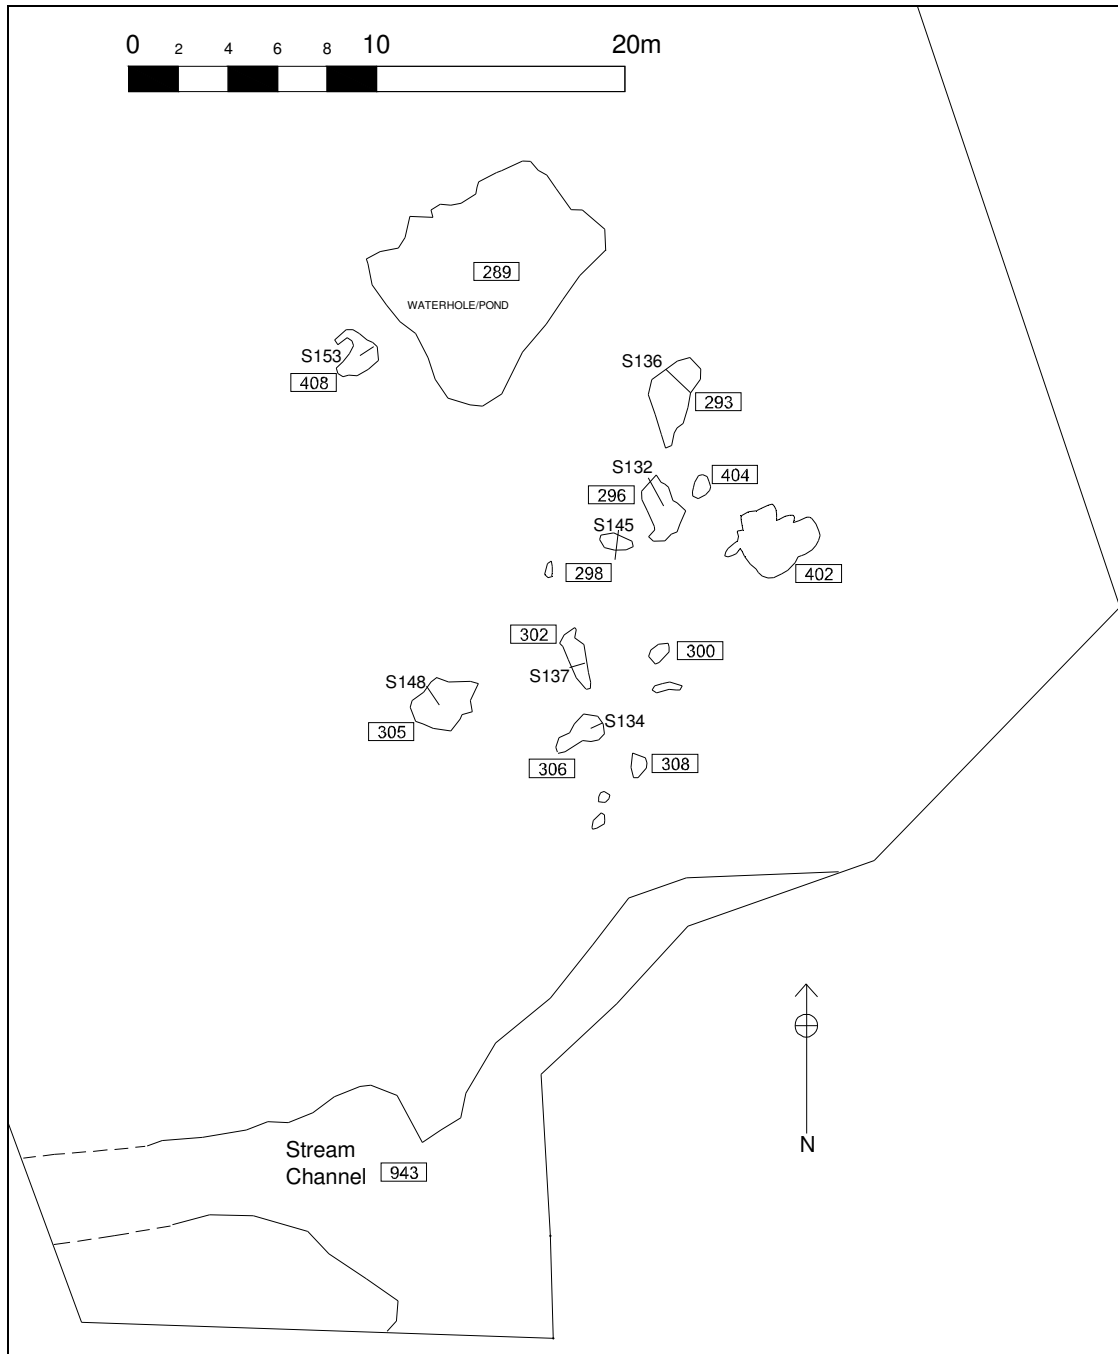 0 2 4 6 8 10 20m
289
WATERHOLE/POND
S153
408
S136
293
S132
404
296
S145
298
402
302
300
S137
S148
305
S134
306
308
Stream
Channel 943
N